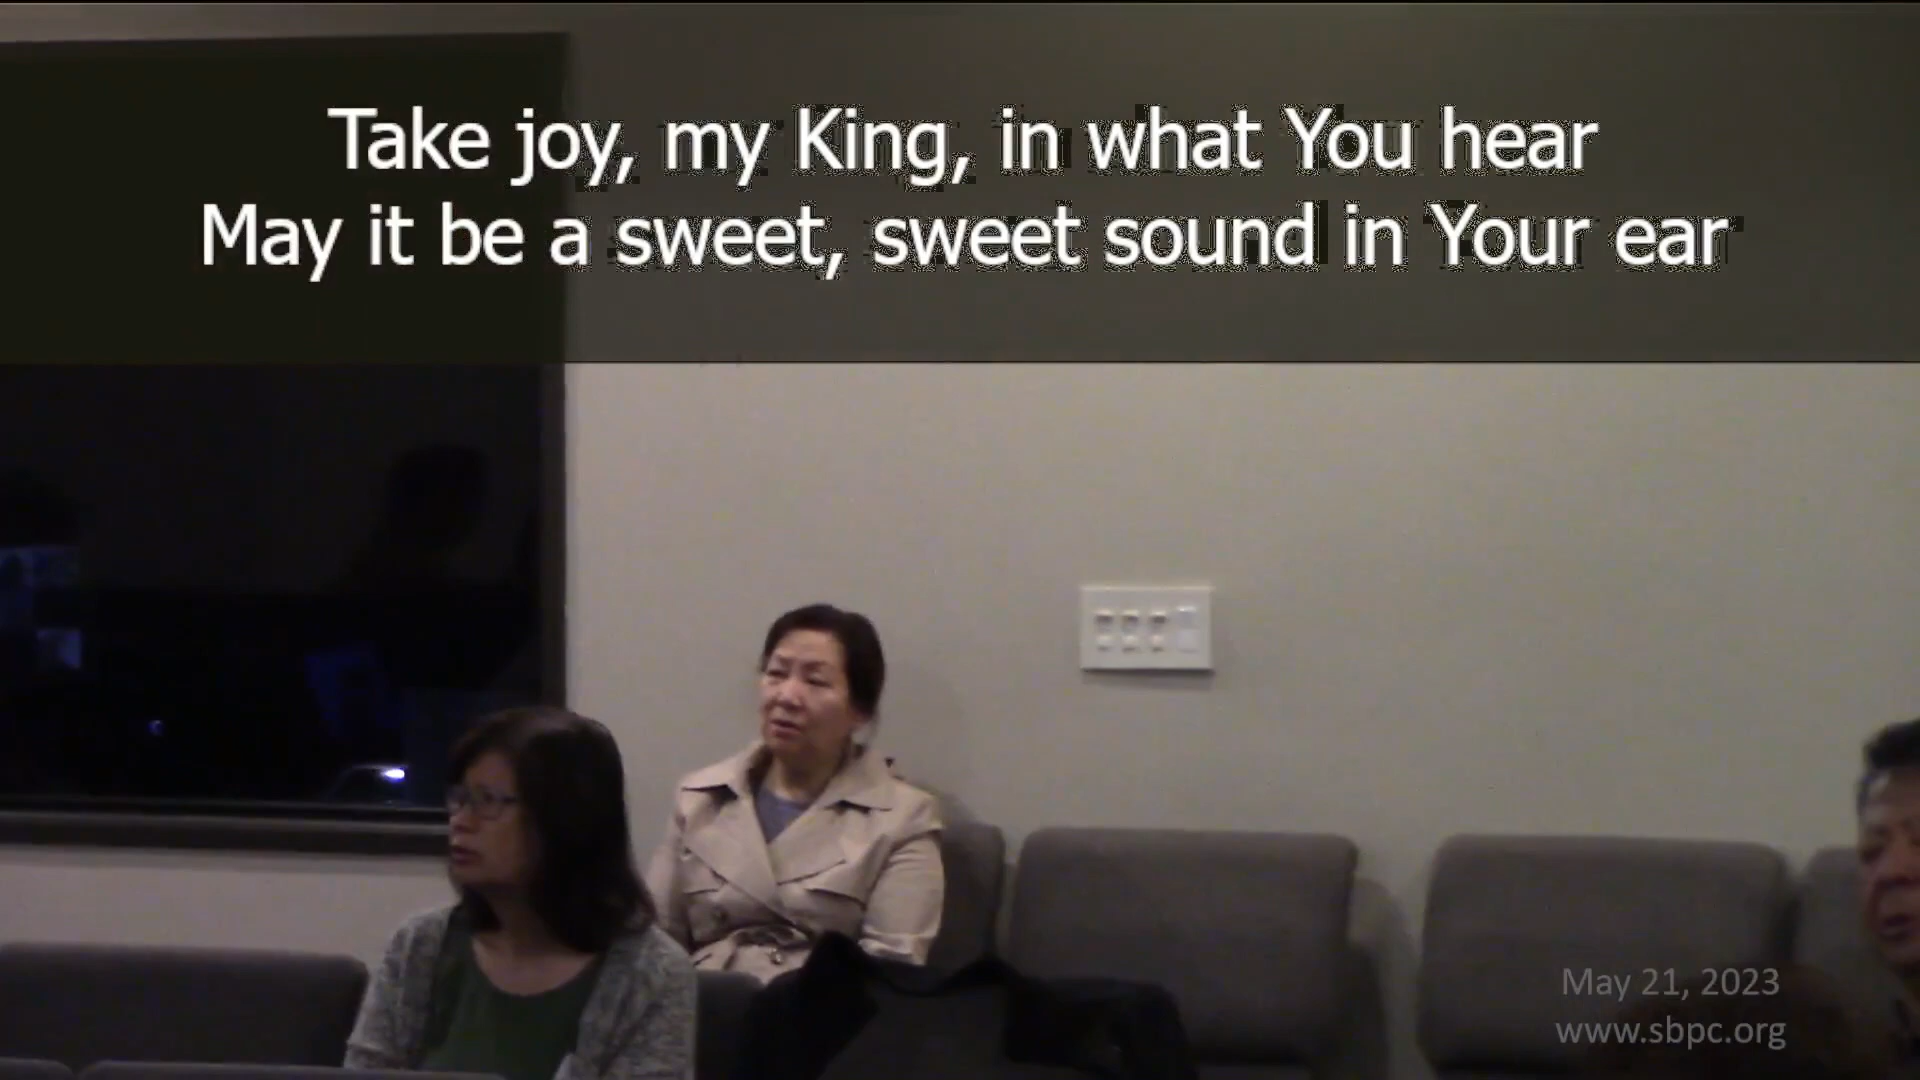 Take joy, my King, in what You hear
May it be a sweet, sweet sound in Your ear
May 21, 2023
www.sbpc.org